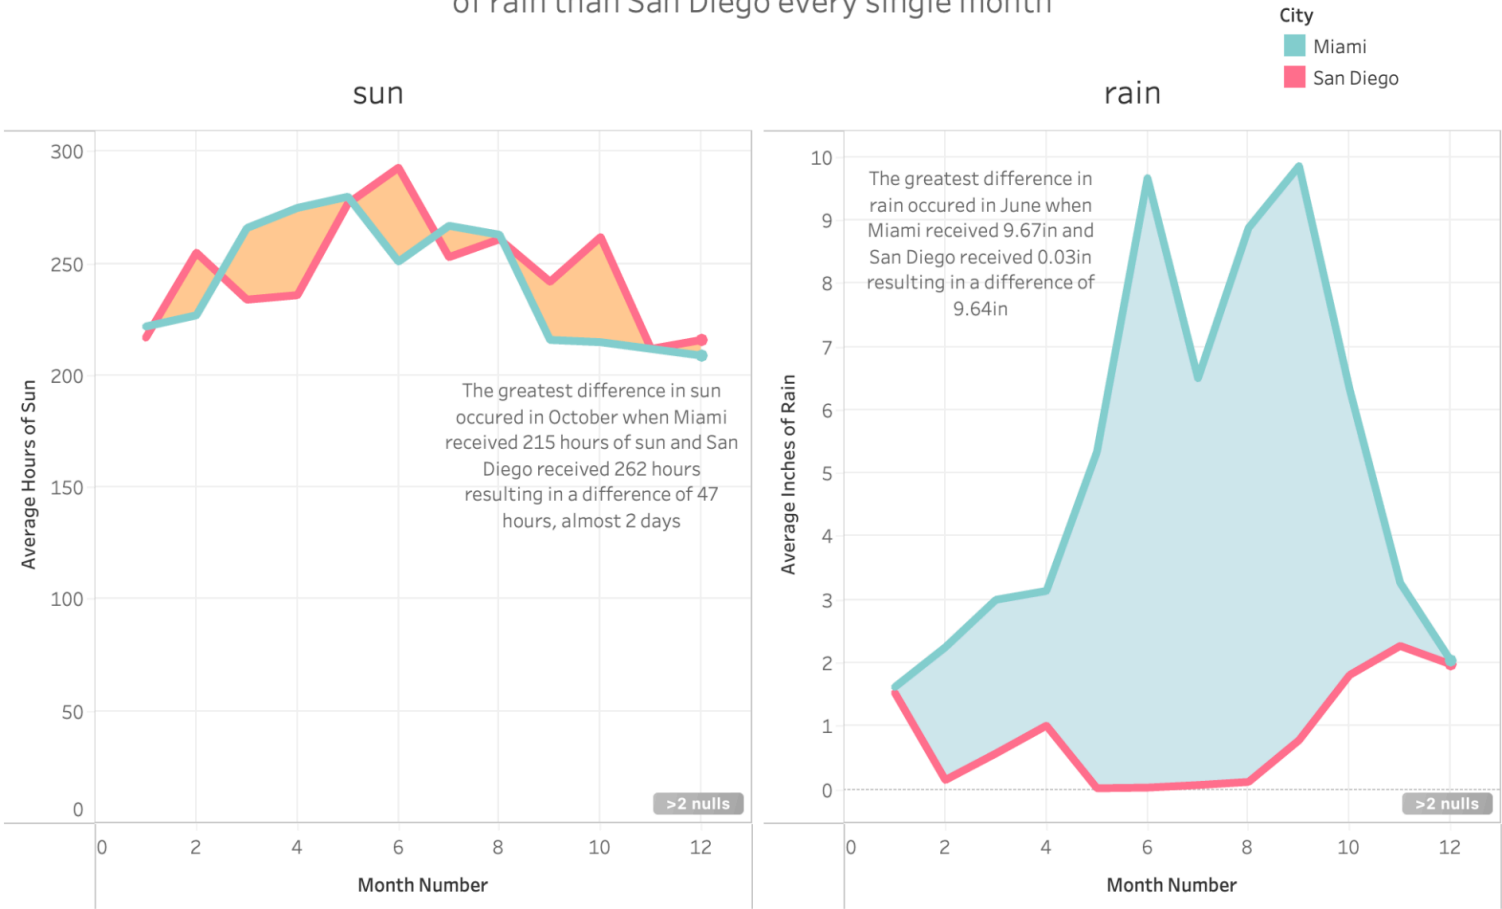 of rain than San Diego every single month
City
Miami
San Diego
sun
rain
300
250
200
150
100
50
0
Average Hours of Sun
The greatest difference in sun
occured in October when Miami
received 215 hours of sun and San
Diego received 262 hours
resulting in a difference of 47
hours, almost 2 days
>2 nulls
0 2 4 6 8 10 12
Month Number
10
9
8
7
6
5
4
3
2
1
0
Average Inches of Rain
The greatest difference in
rain occured in June when
Miami received 9.67in and
San Diego received 0.03in
resulting in a difference of
9.64in
>2 nulls
0 2 4 6 8 10 12
Month Number